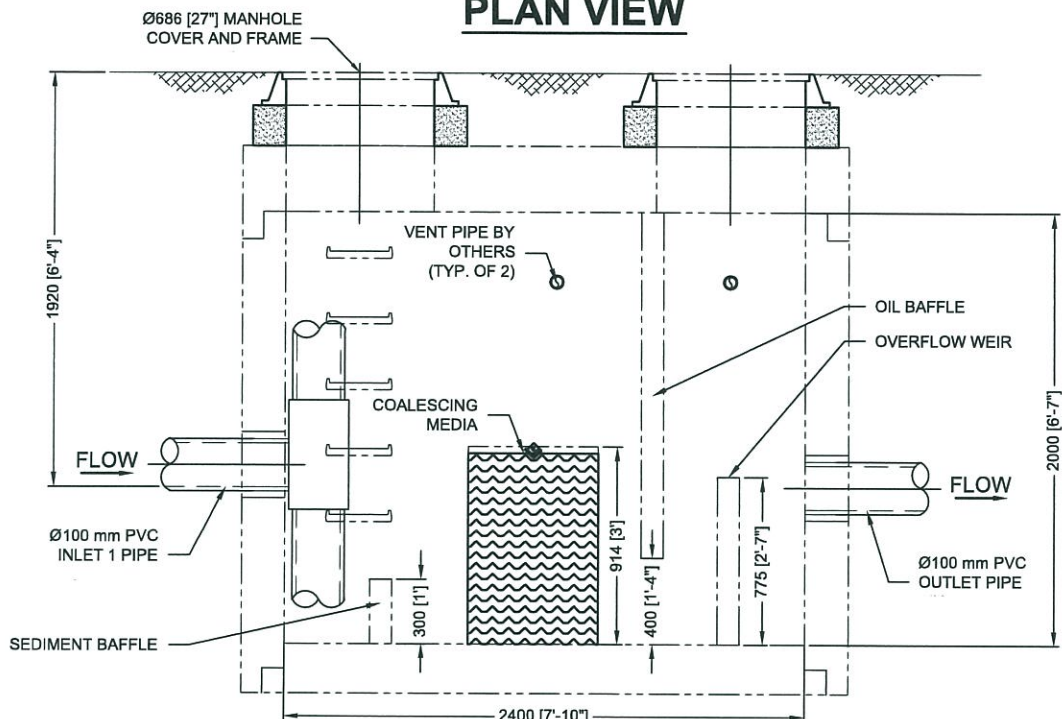 PLAN VIEW
Ø686 [27"] MANHOLE
COVER AND FRAME
1920 [6'-4"]
VENT PIPE BY
OTHERS
(TYP. OF 2)
OIL BAFFLE
OVERFLOW WEIR
COALESCING
MEDIA
2000 [6'-7"]
FLOW
FLOW
Ø100 mm PVC
INLET 1 PIPE
914 [3']
400 [1'-4"]
775 [2'-7"]
Ø100 mm PVC
OUTLET PIPE
300 [1']
SEDIMENT BAFFLE
2400 [7'-10"]